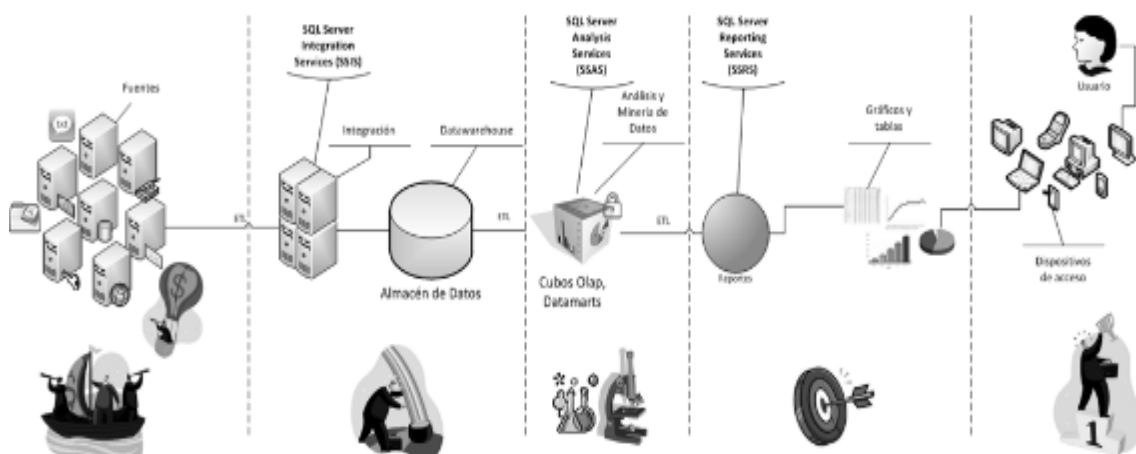 SQL Server
Integration
Services (SSIS)
SQL Server
Analysis
Services
(SSAS)
SQL Server
Reporting
Services
(SSRS)
Usuario
Fuentes
txt
Integración
Datawarehouse
Análisis y
Minería de
Datos
Gráficos y
tablas
ETL
ETL
ETL
Reportes
Almacén de Datos
Cubos Olap,
Datamarts
Dispositivos
de acceso
$
1